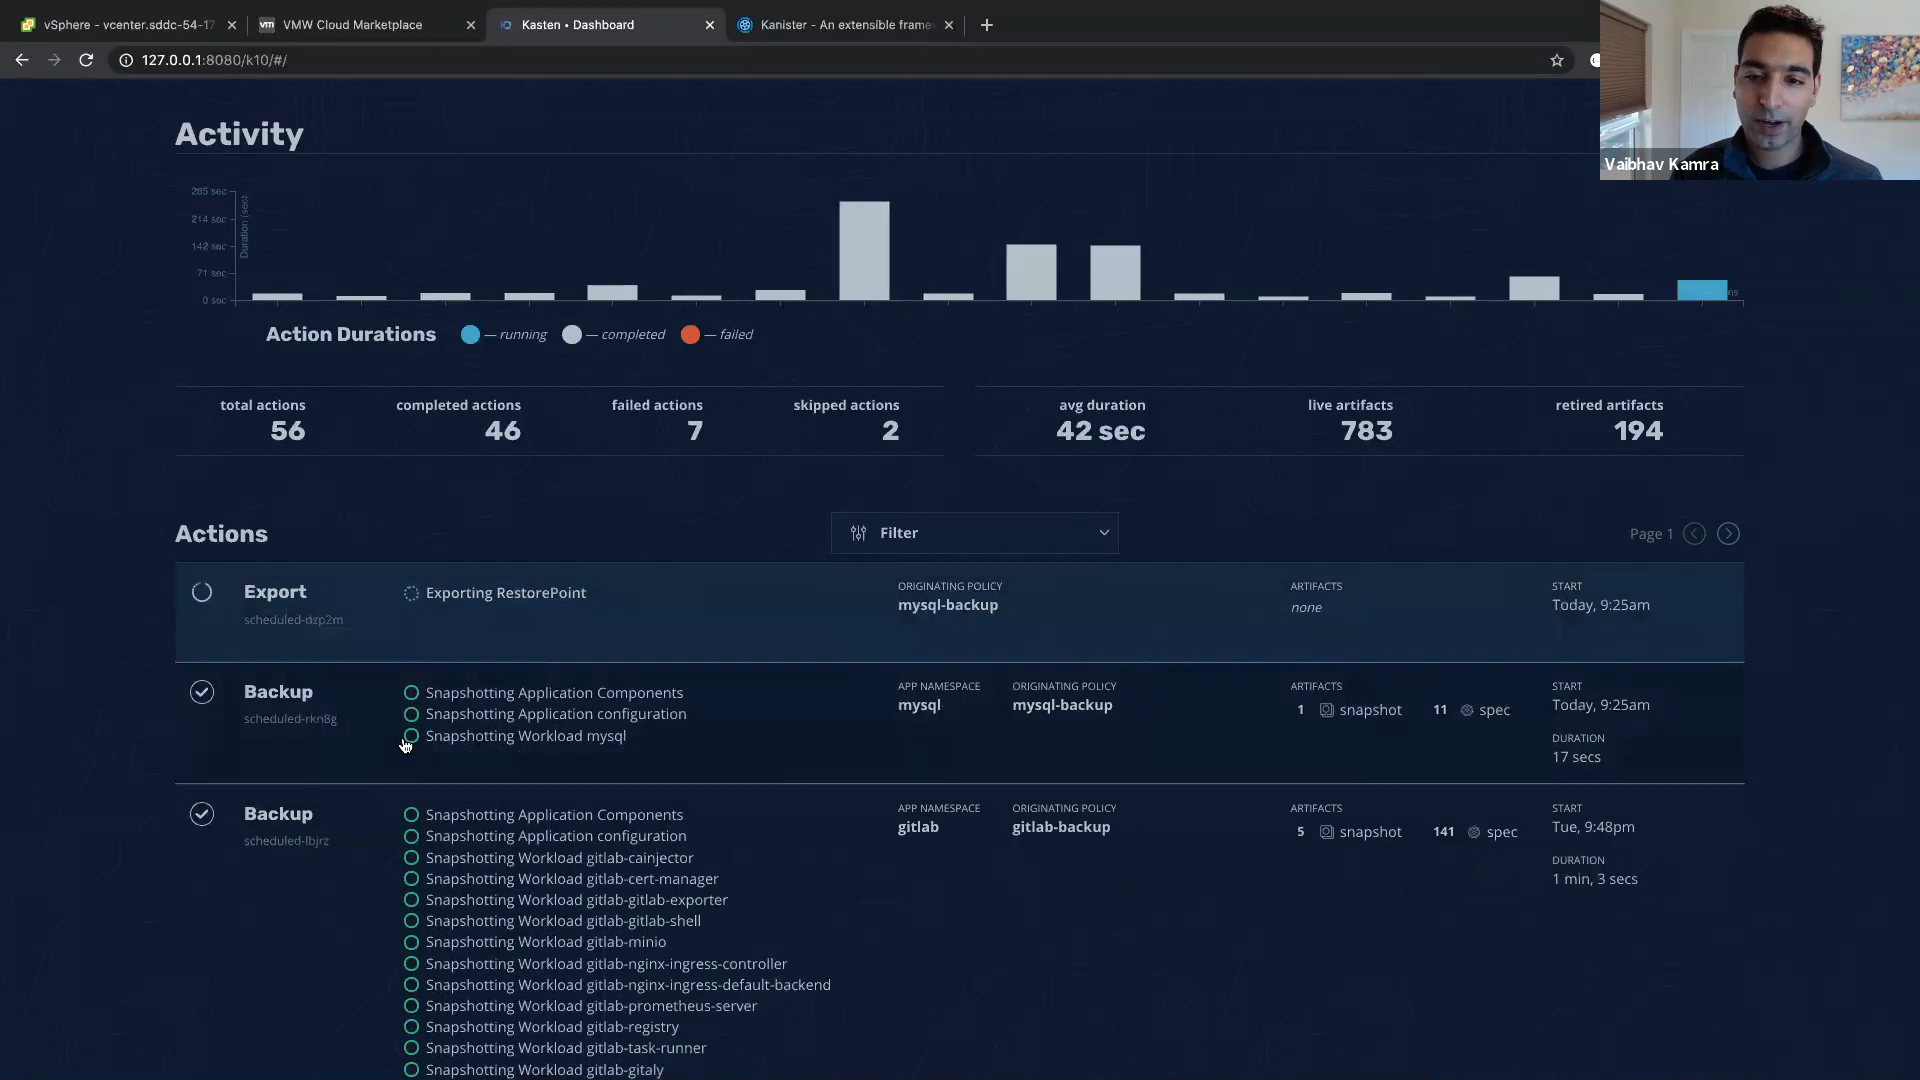 vSphere - vcenter.sddc-54-17
VMW Cloud Marketplace
Kasten • Dashboard
Kanister - An extensible frame
127.0.0.1:8080/k10/#/
Vaibhav Kamra
Activity
285 sec
214 sec
142 sec
71 sec
0 sec
Duration (sec)
Action Durations
— running
— completed
— failed
total actions
56
completed actions
46
failed actions
7
skipped actions
2
avg duration
42 sec
live artifacts
783
retired artifacts
194
Actions
Filter
Page 1
Export
scheduled-dzp2m
Exporting RestorePoint
ORIGINATING POLICY
mysql-backup
ARTIFACTS
none
START
Today, 9:25am
Backup
scheduled-rkn8g
Snapshotting Application Components
Snapshotting Application configuration
Snapshotting Workload mysql
APP NAMESPACE
mysql
ORIGINATING POLICY
mysql-backup
ARTIFACTS
1 snapshot 11 spec
START
Today, 9:25am
DURATION
17 secs
Backup
scheduled-lbjrz
Snapshotting Application Components
Snapshotting Application configuration
Snapshotting Workload gitlab-cainjector
Snapshotting Workload gitlab-cert-manager
Snapshotting Workload gitlab-gitlab-exporter
Snapshotting Workload gitlab-gitlab-shell
Snapshotting Workload gitlab-minio
Snapshotting Workload gitlab-nginx-ingress-controller
Snapshotting Workload gitlab-nginx-ingress-default-backend
Snapshotting Workload gitlab-prometheus-server
Snapshotting Workload gitlab-registry
Snapshotting Workload gitlab-task-runner
Snapshotting Workload gitlab-gitaly
APP NAMESPACE
gitlab
ORIGINATING POLICY
gitlab-backup
ARTIFACTS
5 snapshot 141 spec
START
Tue, 9:48pm
DURATION
1 min, 3 secs